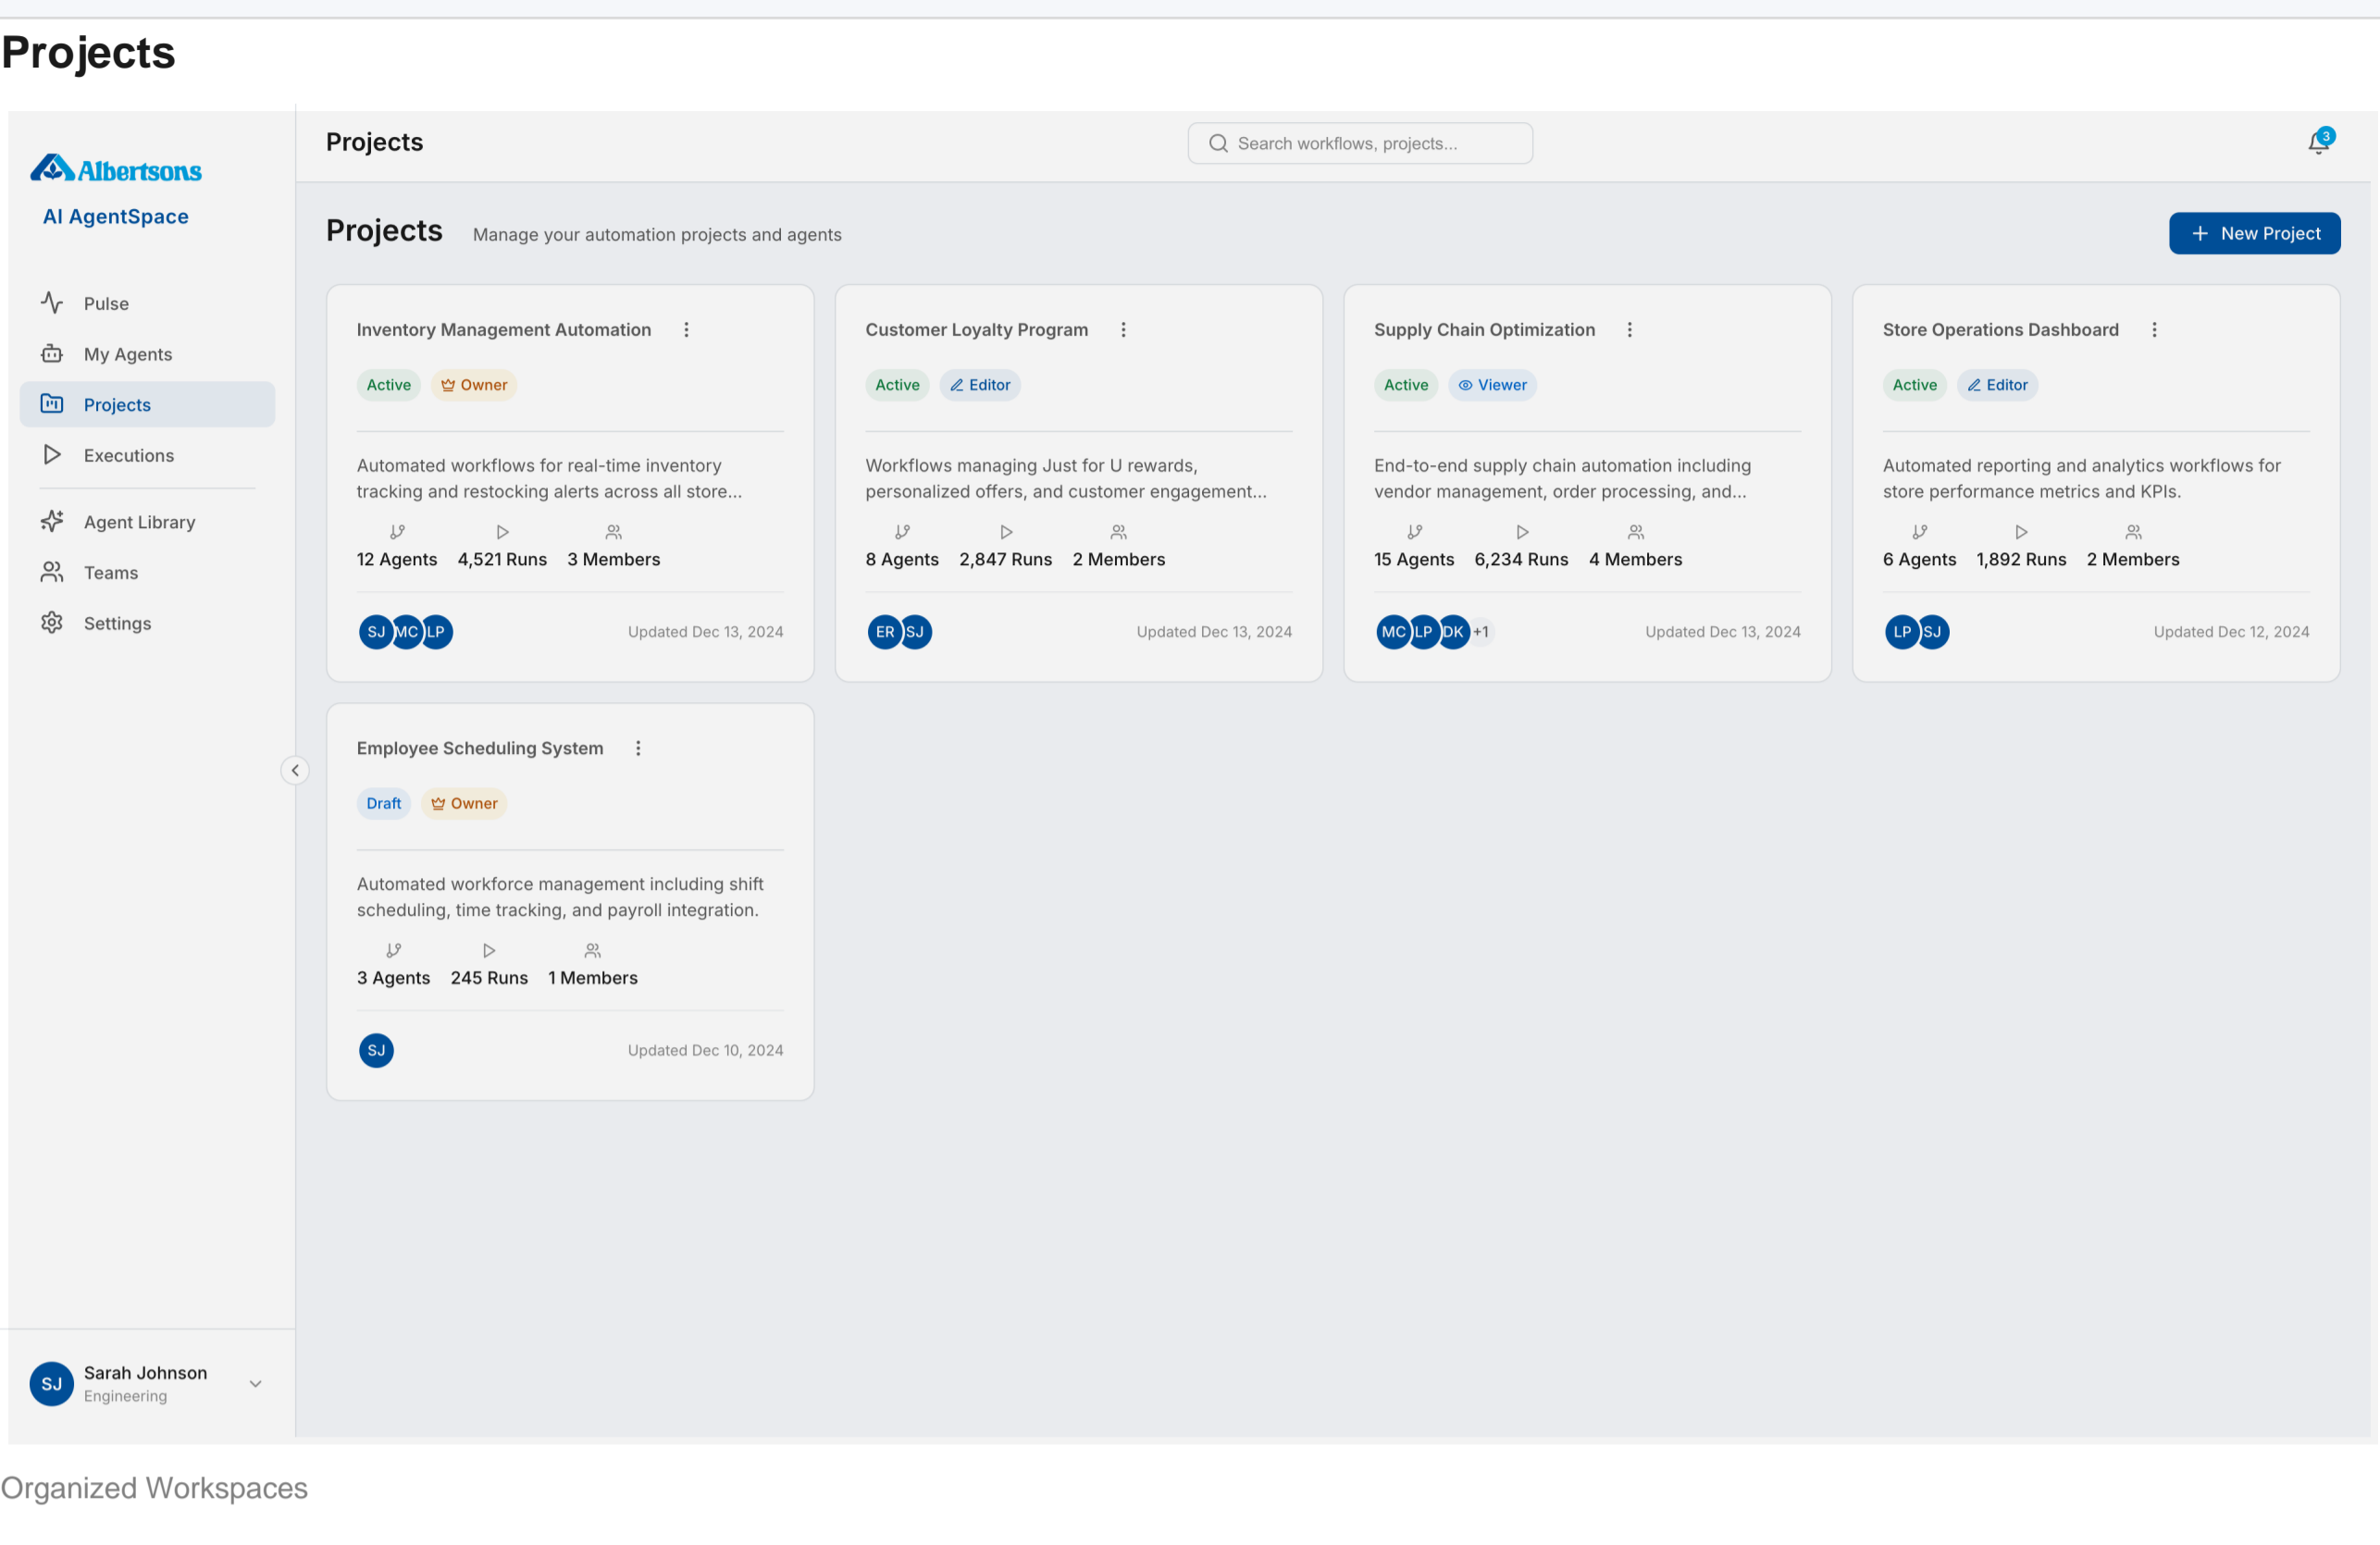 Projects
Albertsons
AI AgentSpace
Pulse
My Agents
Projects
Executions
Agent Library
Teams
Settings
SJ
Sarah Johnson
Engineering
Projects
Search workflows, projects...
3
Projects
Manage your automation projects and agents
New Project
Inventory Management Automation
Active
Owner
Automated workflows for real-time inventory
tracking and restocking alerts across all store...
12 Agents 4,521 Runs 3 Members
SJ MC LP
Updated Dec 13, 2024
Customer Loyalty Program
Active
Editor
Workflows managing Just for U rewards,
personalized offers, and customer engagement...
8 Agents 2,847 Runs 2 Members
ER SJ
Updated Dec 13, 2024
Supply Chain Optimization
Active
Viewer
End-to-end supply chain automation including
vendor management, order processing, and...
15 Agents 6,234 Runs 4 Members
MC LP DK +1
Updated Dec 13, 2024
Store Operations Dashboard
Active
Editor
Automated reporting and analytics workflows for
store performance metrics and KPIs.
6 Agents 1,892 Runs 2 Members
LP SJ
Updated Dec 12, 2024
Employee Scheduling System
Draft
Owner
Automated workforce management including shift
scheduling, time tracking, and payroll integration.
3 Agents 245 Runs 1 Members
SJ
Updated Dec 10, 2024
Organized Workspaces